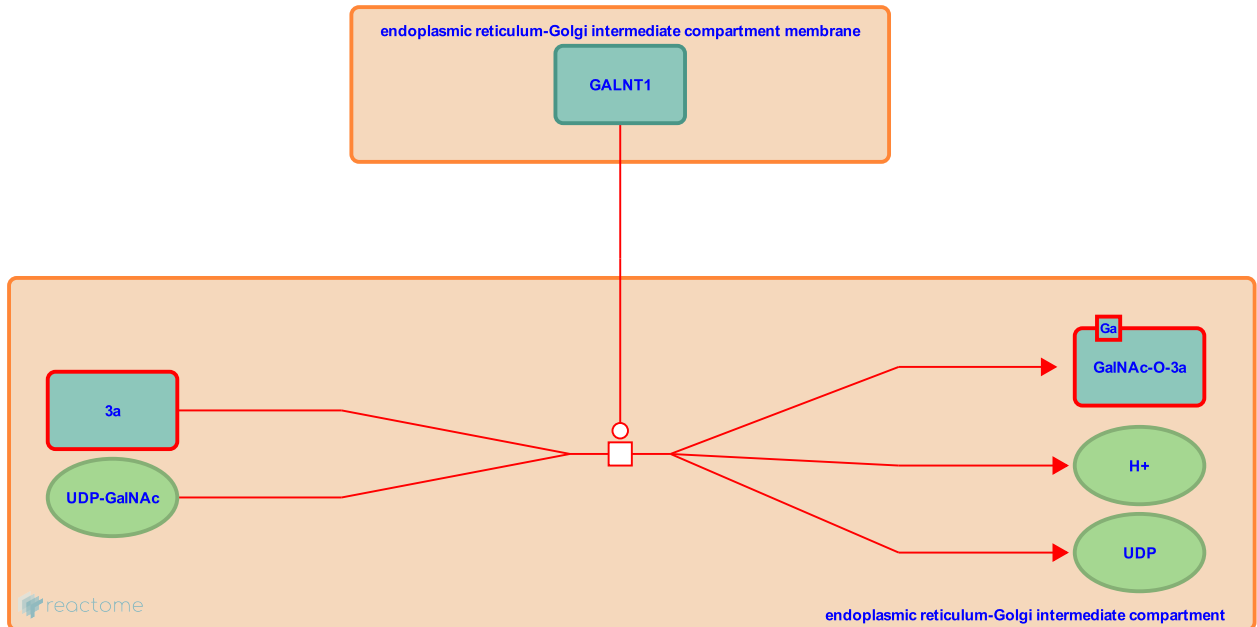 endoplasmic reticulum-Golgi intermediate compartment membrane
GALNT1
Ga
GalNAc-O-3a
3a
H+
UDP-GalNAc
UDP
reactome
endoplasmic reticulum-Golgi intermediate compartment